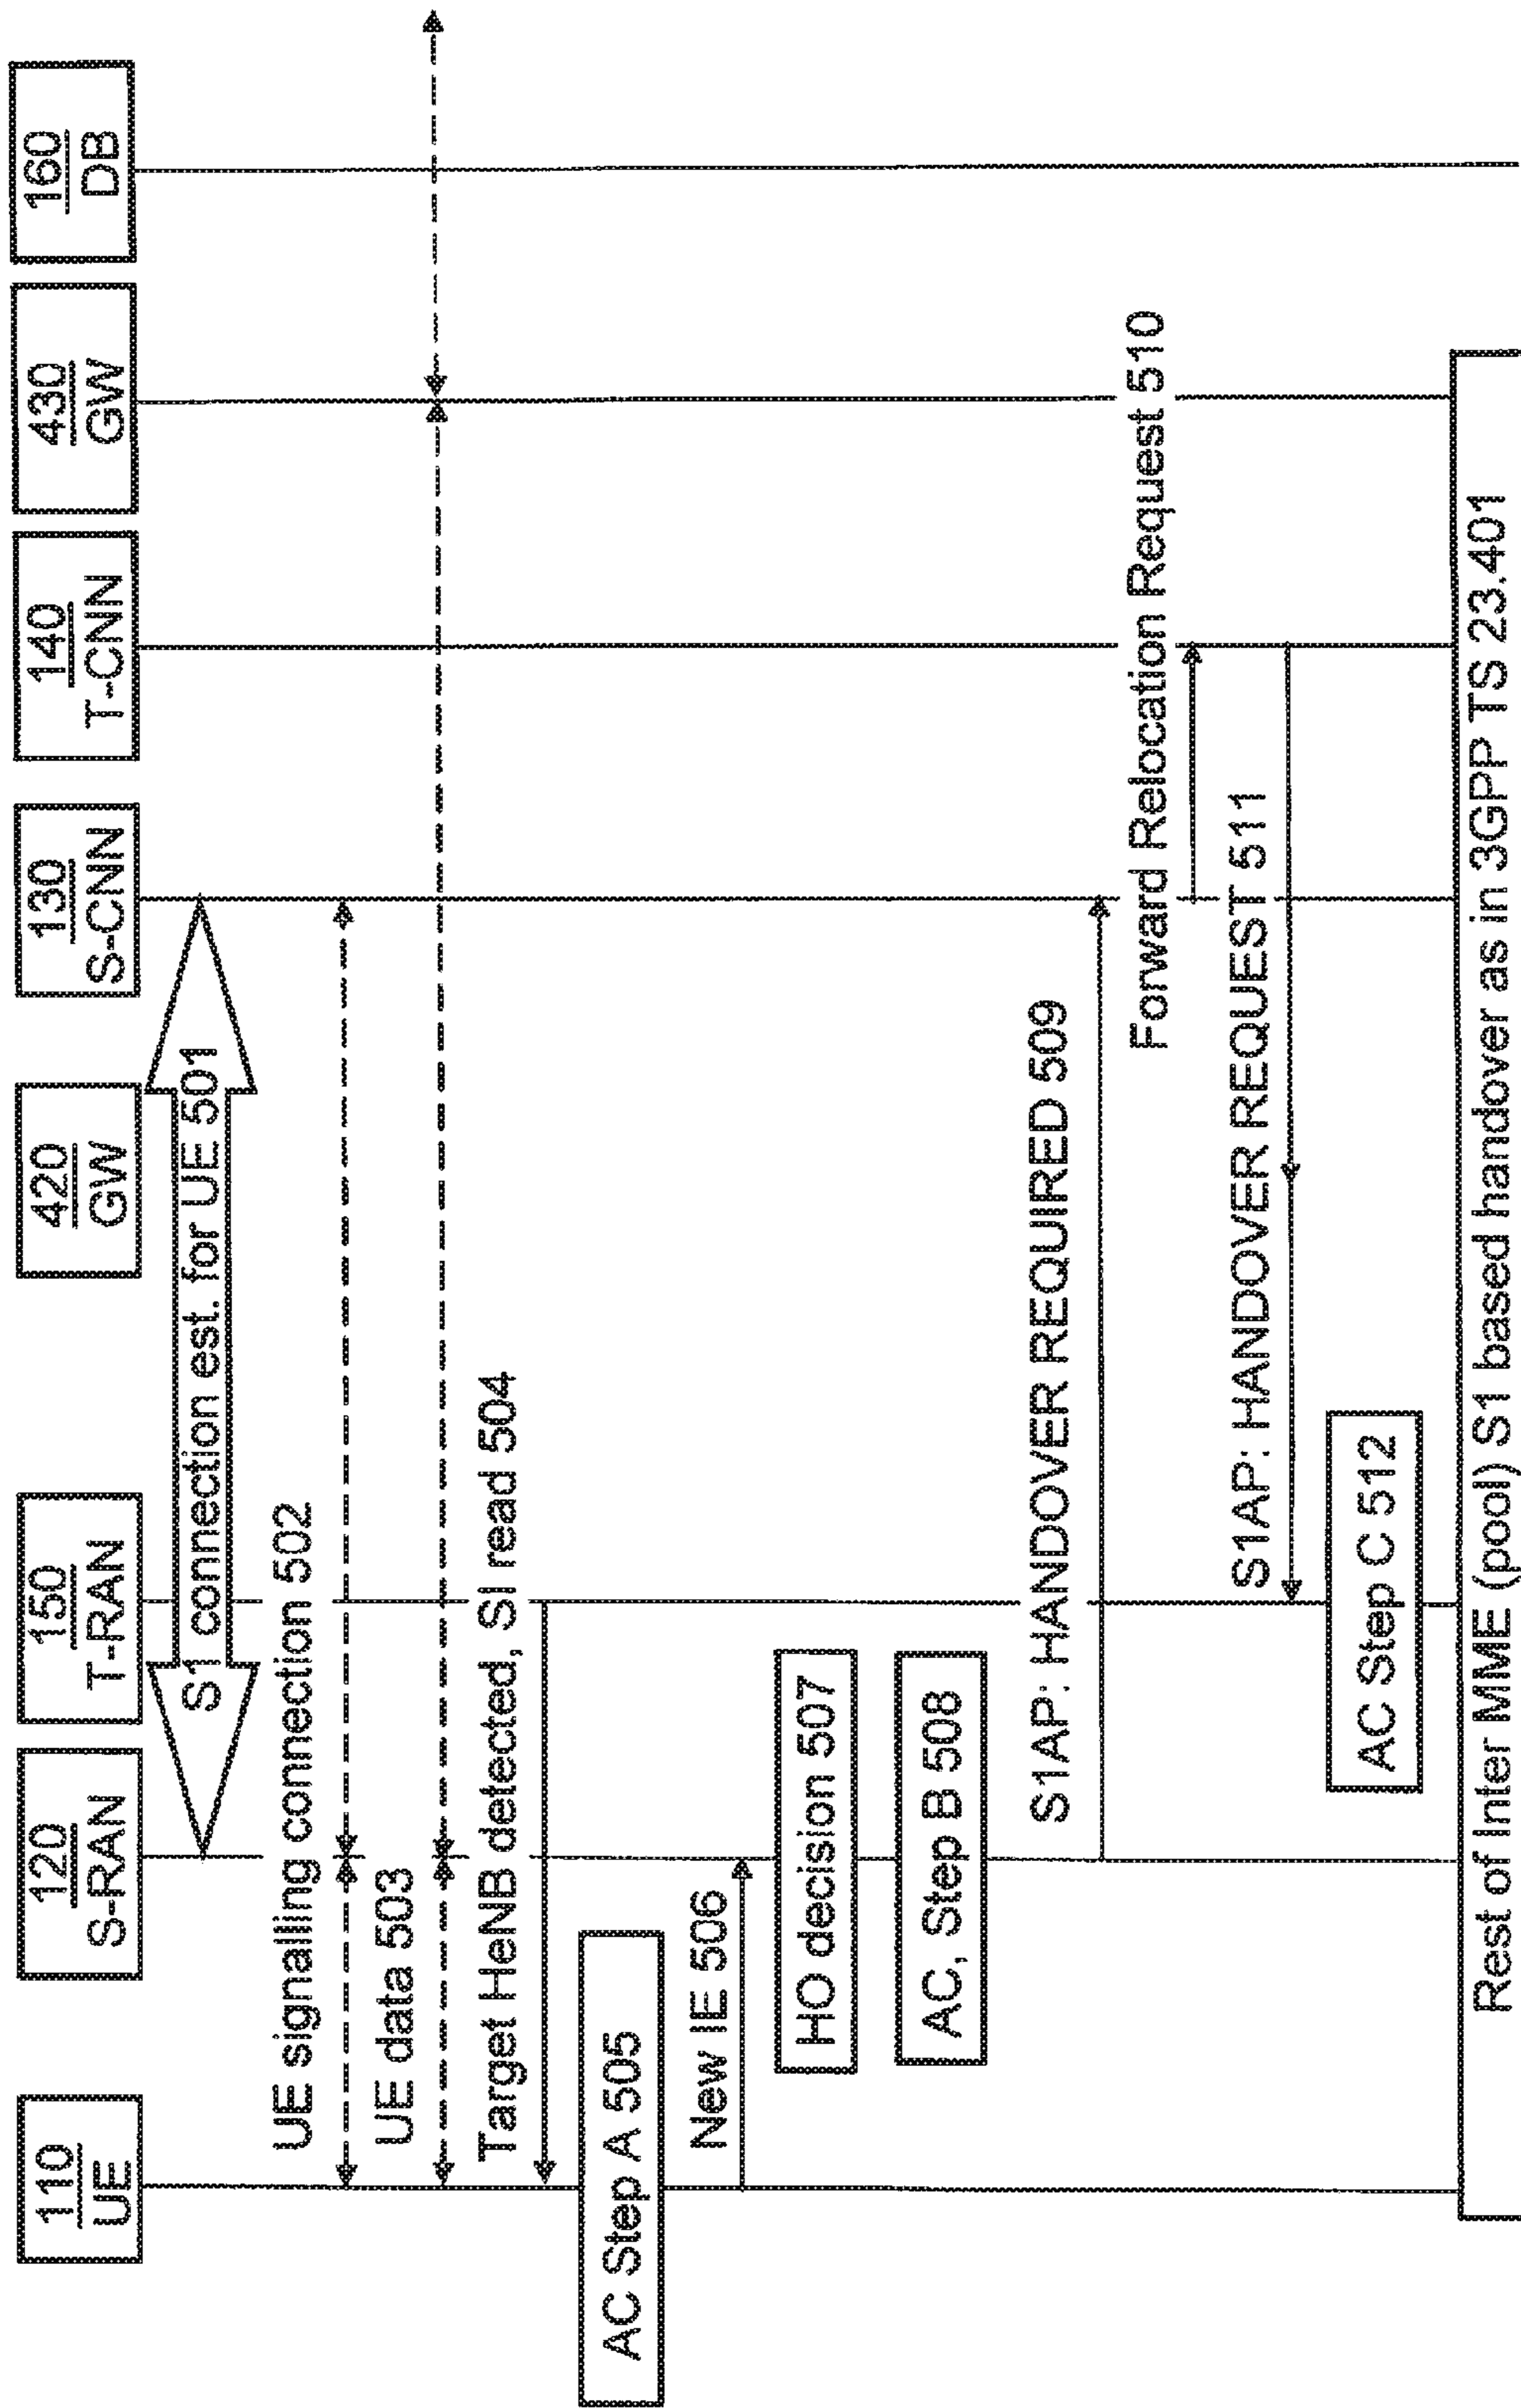 110
UE
120
S-RAN
150
T-RAN
420
GW
130
S-CNN
140
T-CNN
430
GW
160
DB
S1 connection est. for UE 501
UE signalling connection 502
UE data 503
Target HeNB detected, SI read 504
AC Step A 505
New IE 506
HO decision 507
AC, Step B 508
S1AP: HANDOVER REQUIRED 509
Forward Relocation Request 510
S1AP: HANDOVER REQUEST 511
AC Step C 512
Rest of Inter MME (pool) S1 based handover as in 3GPP TS 23.401